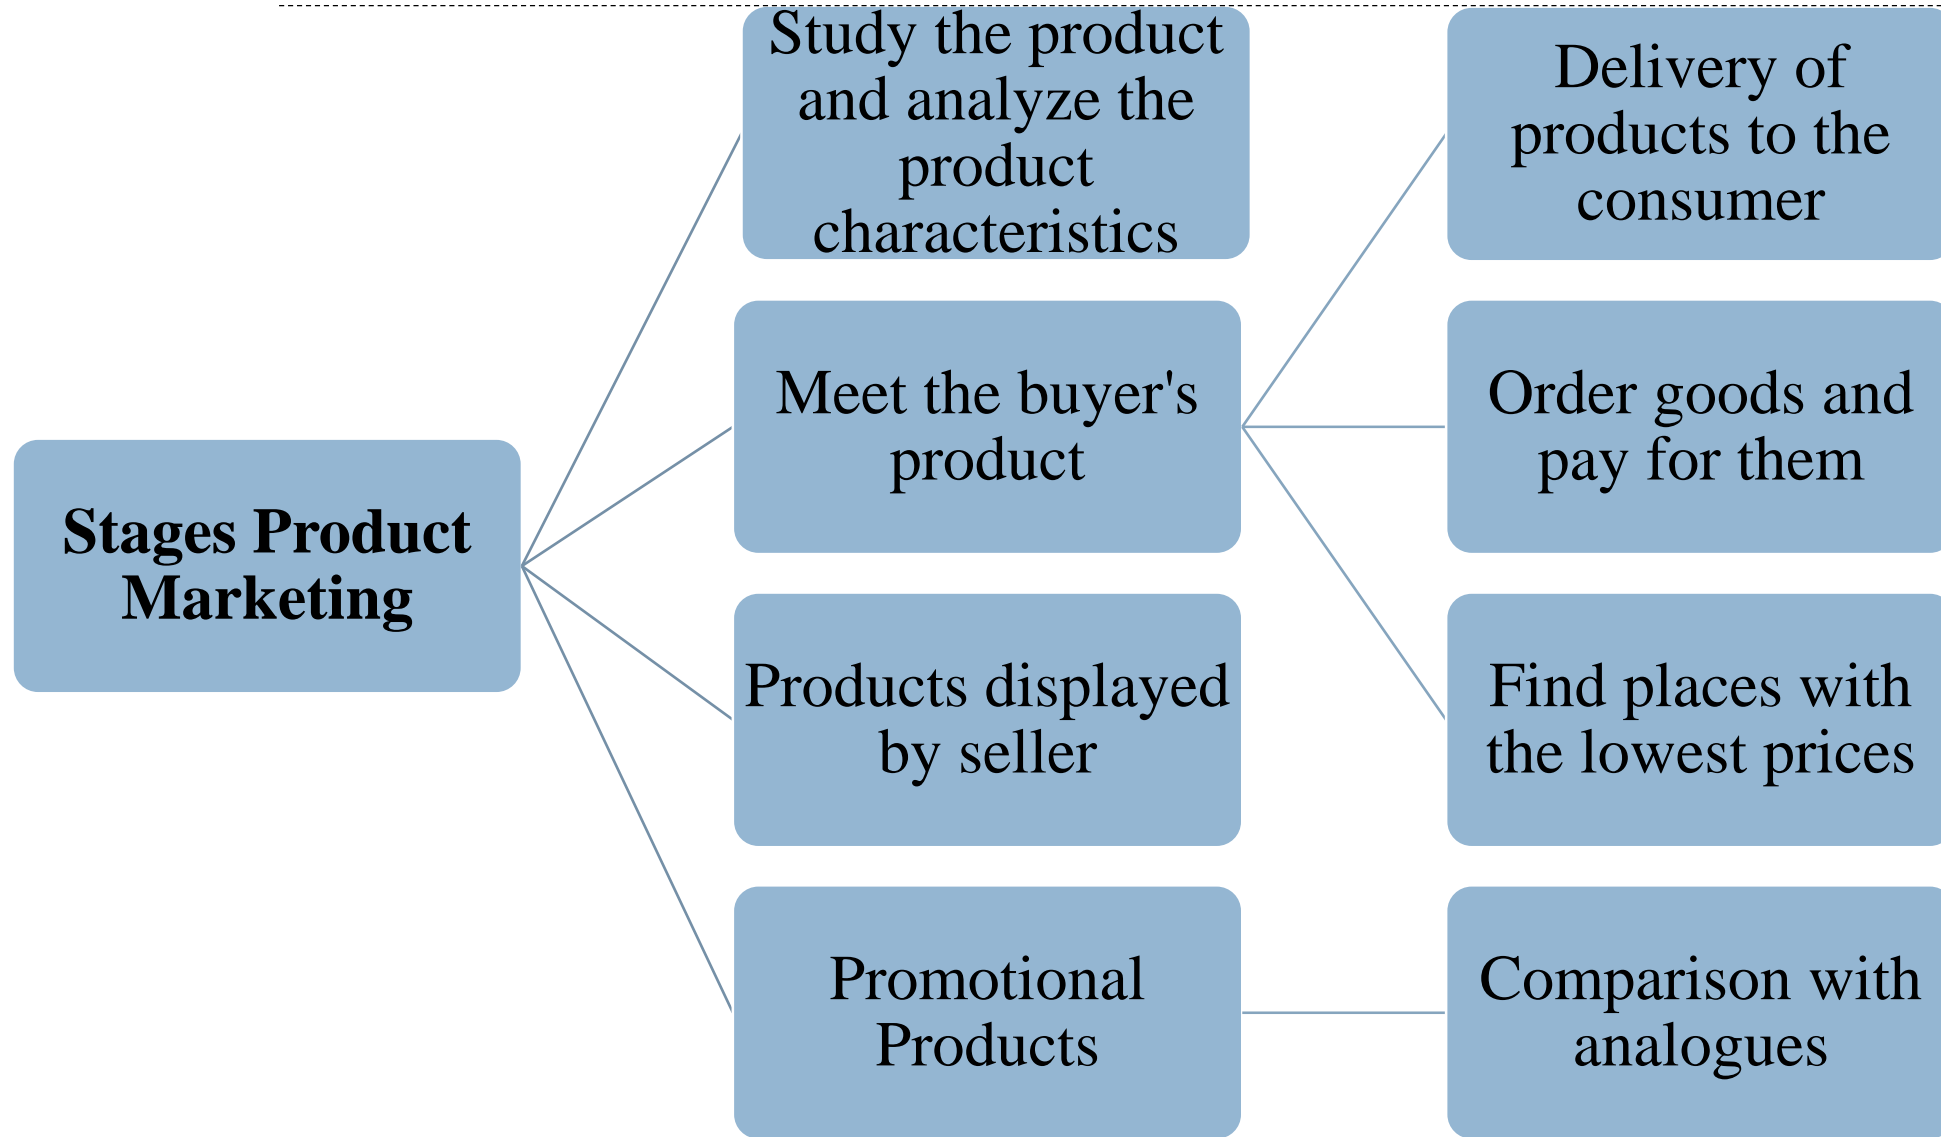 Stages Product
Marketing
Study the product
and analyze the
product
characteristics
Meet the buyer's
product
Products displayed
by seller
Promotional
Products
Delivery of
products to the
consumer
Order goods and
pay for them
Find places with
the lowest prices
Comparison with
analogues